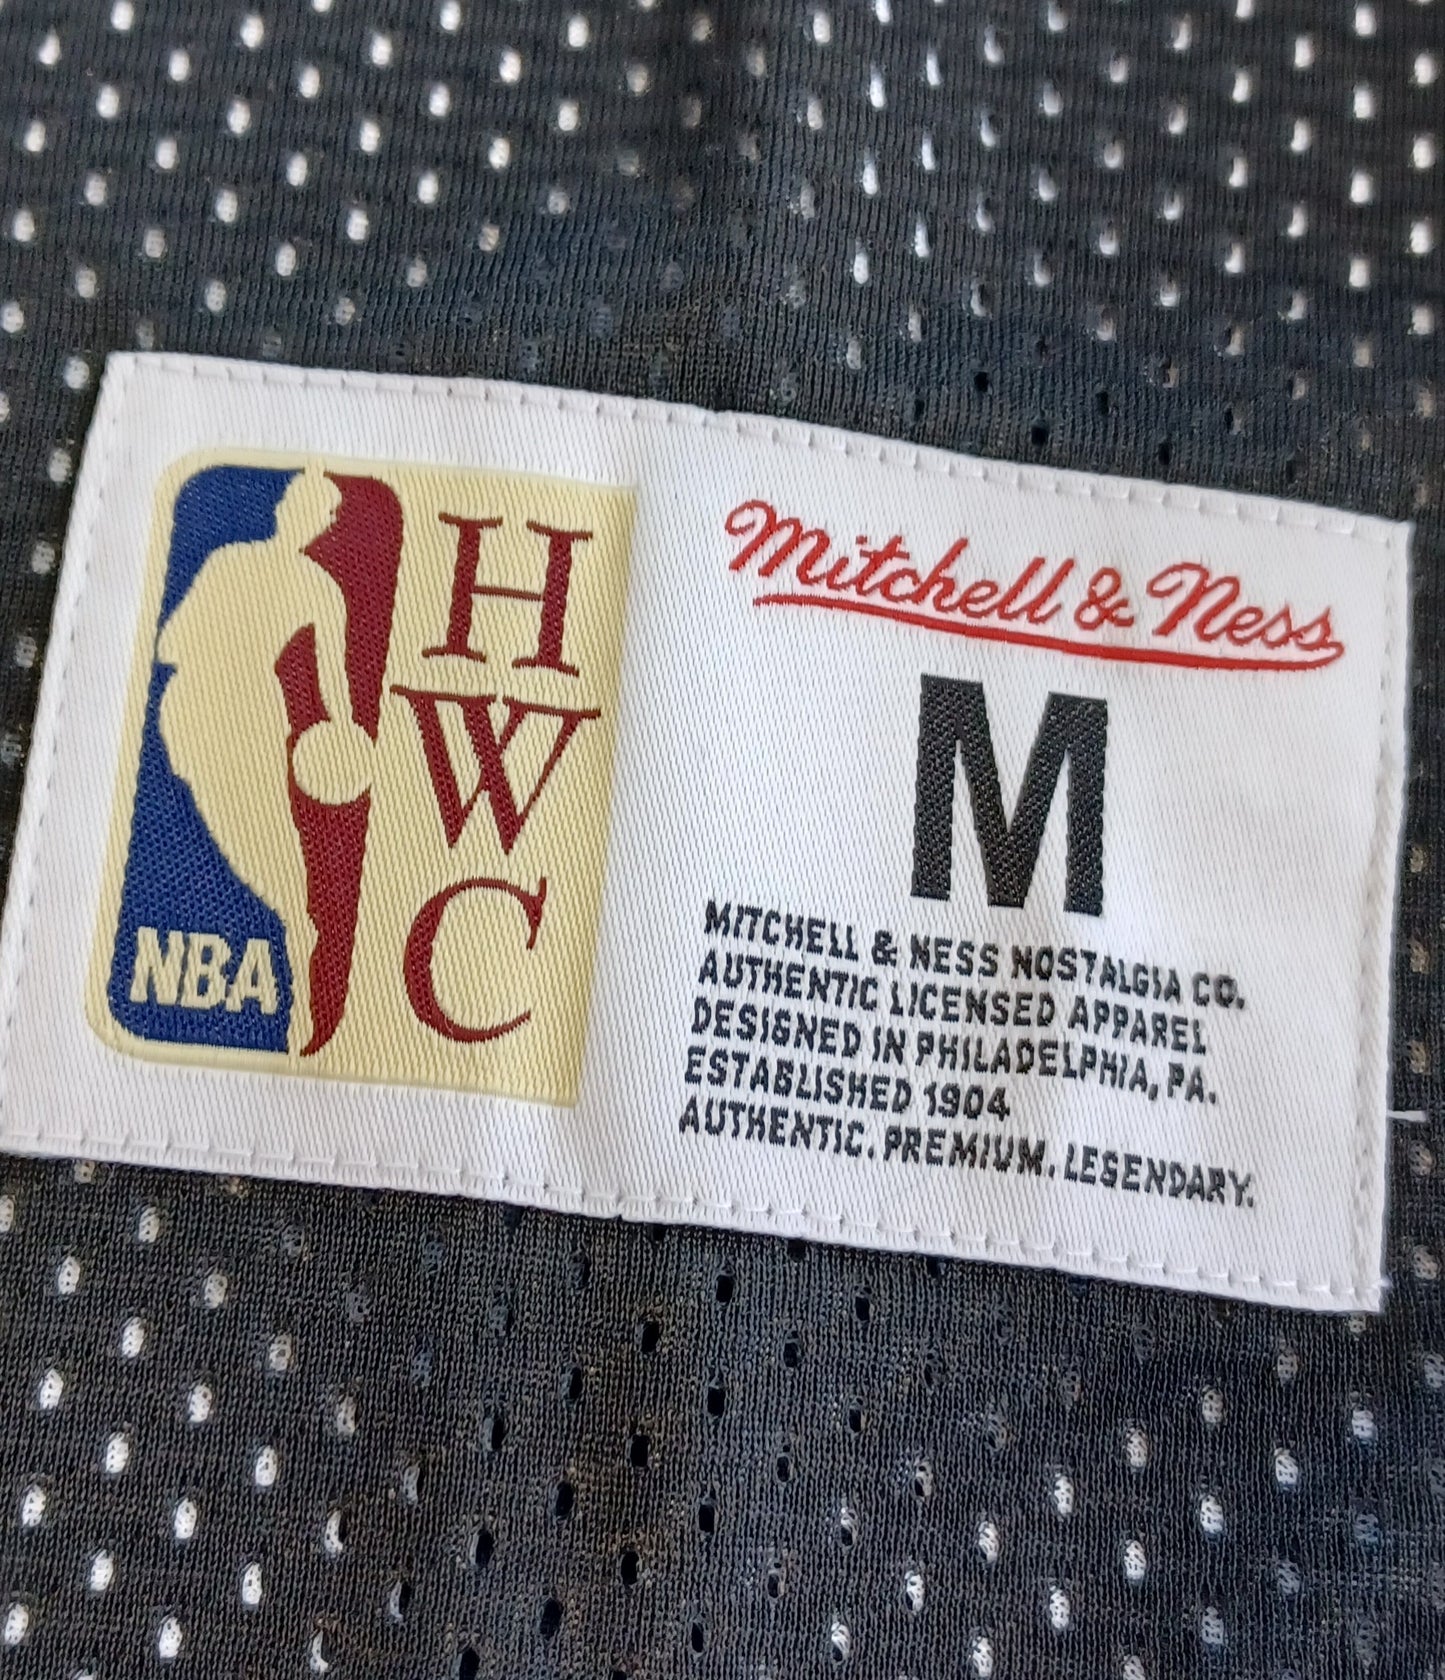 NBA
H
W
C
Mitchell & Ness
M
MITCHELL & NESS NOSTALGIA CO.
AUTHENTIC LICENSED APPAREL
DESIGNED IN PHILADELPHIA, PA.
ESTABLISHED 1904
AUTHENTIC. PREMIUM. LEGENDARY.